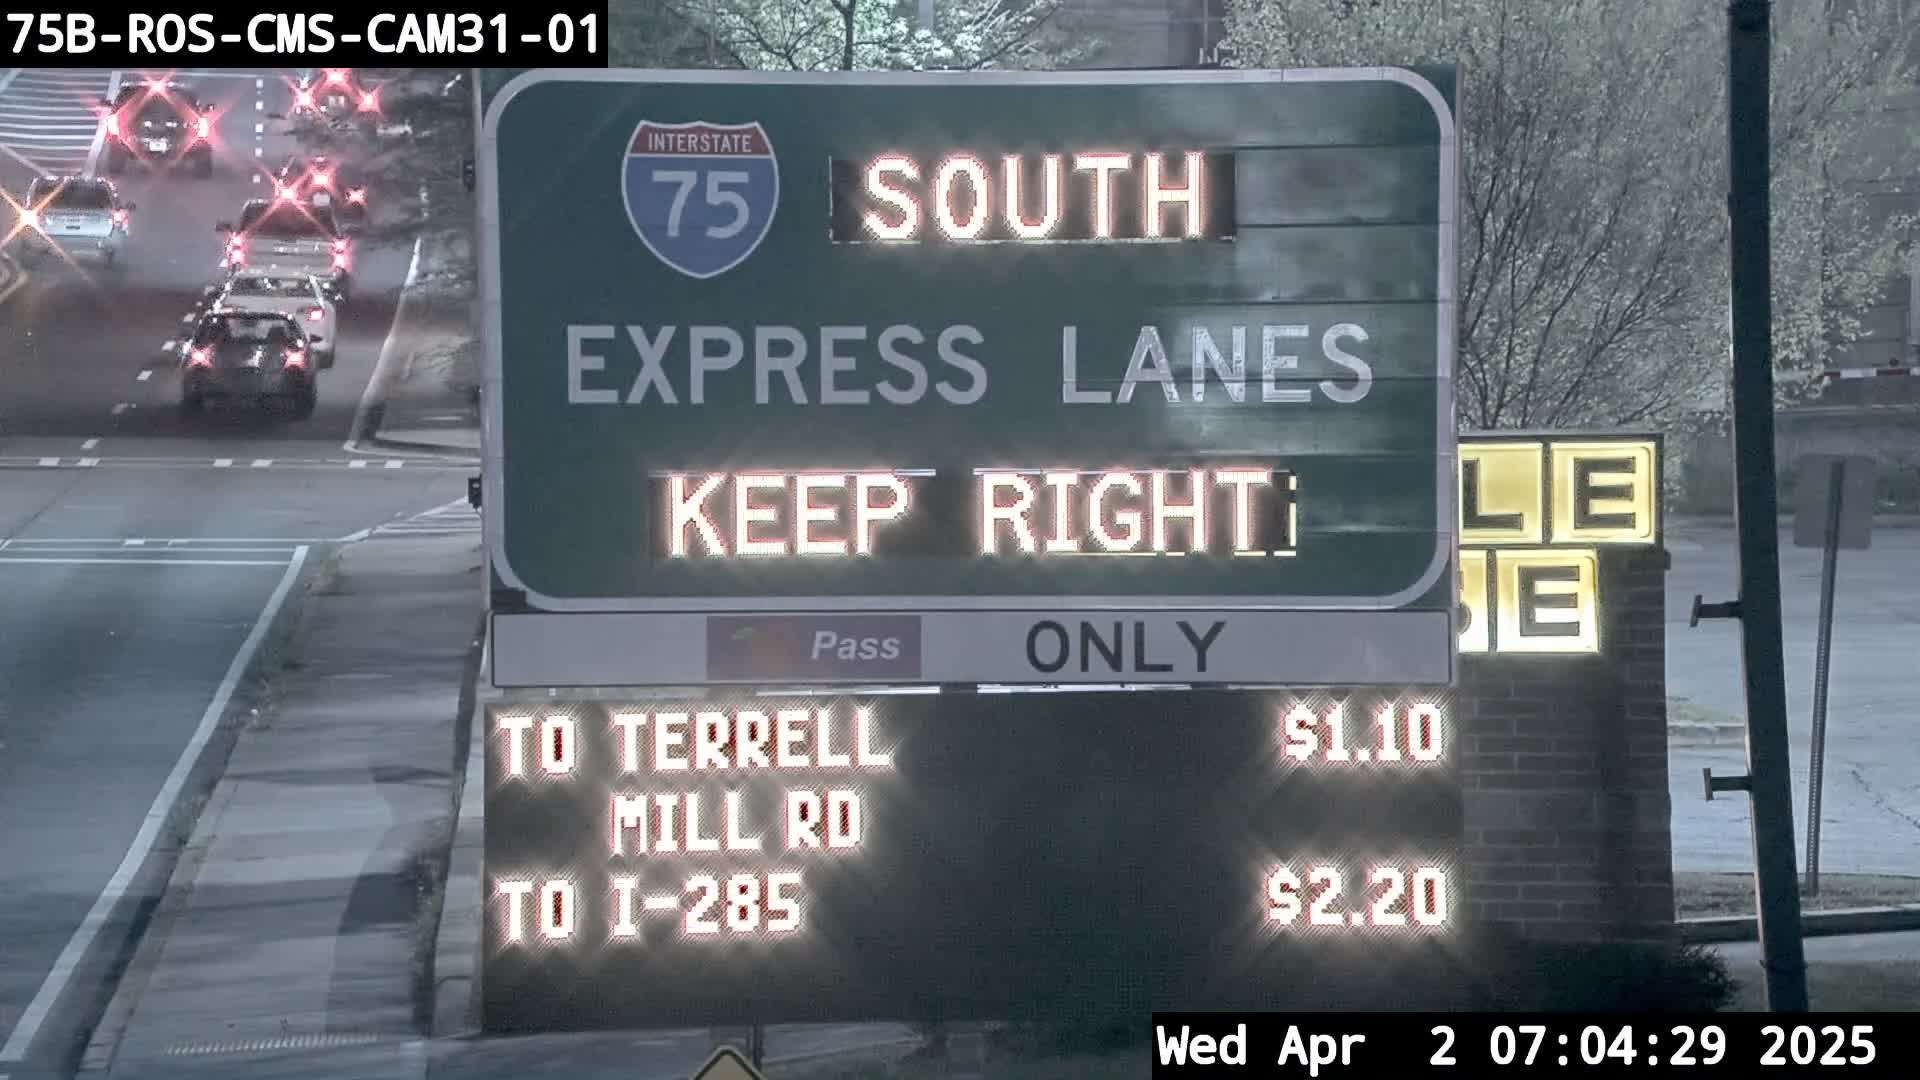 75B-ROS-CMS-CAM31-01
INTERSTATE
75
SOUTH
EXPRESS LANES
KEEP RIGHT
Pass ONLY
TO TERRELL $1.10
MILL RD
TO I-285 $2.20
LE
E
Wed Apr 2 07:04:29 2025